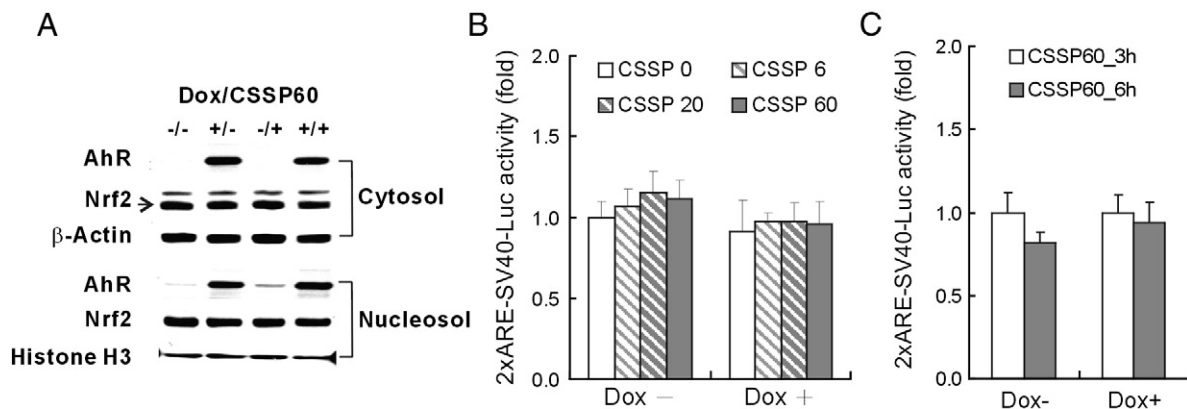 A
Dox/CSSP60
-/- +/- -/+ +/+
AhR
Nrf2
β-Actin
Cytosol
AhR
Nrf2
Histone H3
Nucleosol
B
2xARE-SV40-Luc activity (fold)
2.0
1.5
1.0
0.5
0.0
CSSP 0 CSSP 6
CSSP 20 CSSP 60
Dox — Dox +
C
2xARE-SV40-Luc activity (fold)
2.0
1.5
1.0
0.5
0.0
CSSP60_3h
CSSP60_6h
Dox- Dox+